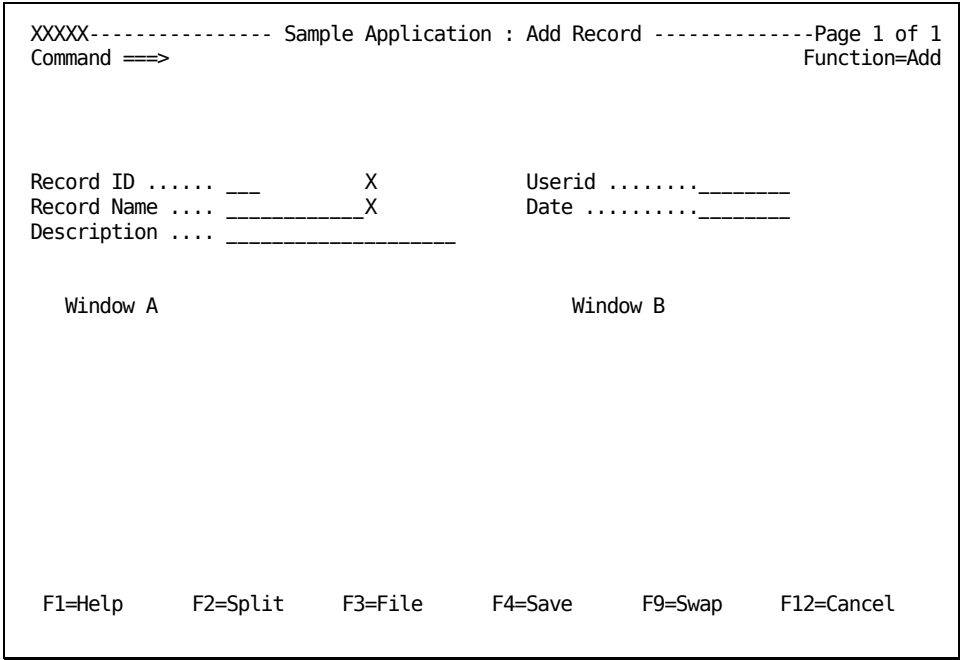 XXXXX---------------- Sample Application : Add Record --------------Page 1 of 1
Command ===>                                                       Function=Add
Record ID ...... ___         X             Userid ........________
Record Name .... ____________X             Date ..........________
Description .... ____________________
Window A                                    Window B
F1=Help      F2=Split     F3=File      F4=Save      F9=Swap     F12=Cancel